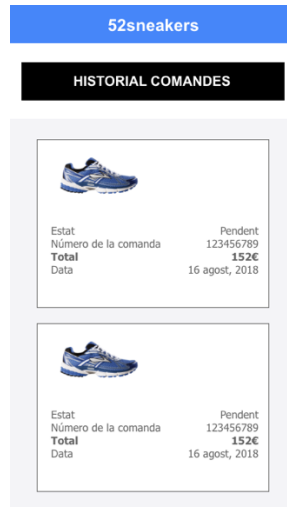 52sneakers
HISTORIAL COMANDES
Estat Pendent
Número de la comanda 123456789
Total 152€
Data 16 agost, 2018
Estat Pendent
Número de la comanda 123456789
Total 152€
Data 16 agost, 2018